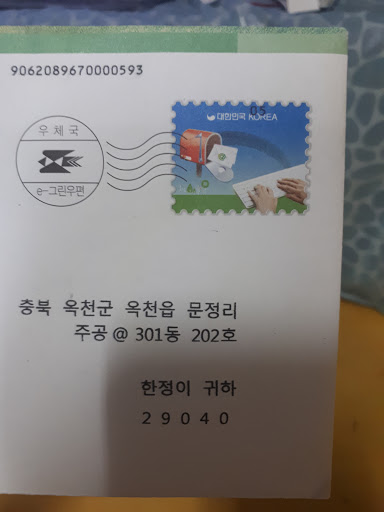 9062089670000593
05
대한민국 KOREA
우체국
e-그린우편
충북 옥천군 옥천읍 문정리
주공@ 301동 202호
한정이 귀하
29040